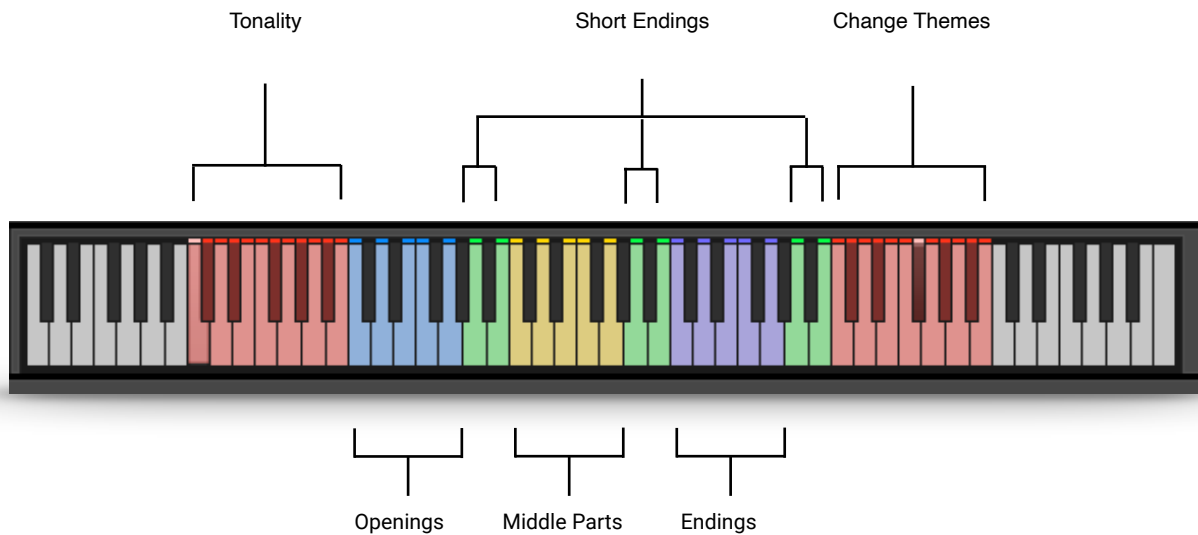 Tonality
Short Endings
Change Themes
Openings
Middle Parts
Endings